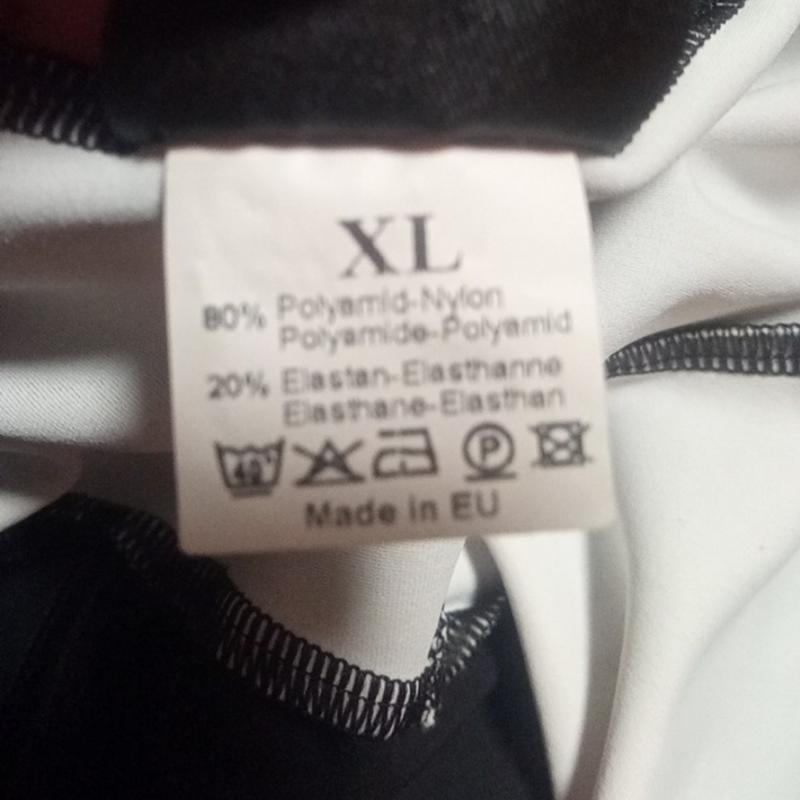 XL
80% Polyamid-Nylon
Polyamide-Polyamid
20% Elastan-Elasthanne
Elasthane-Elasthan
40° P
Made in EU